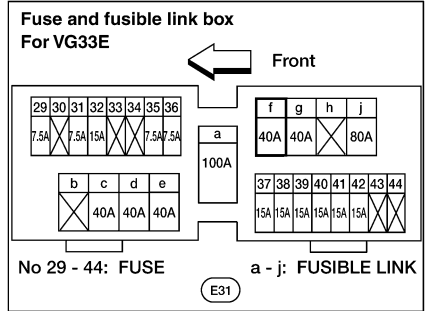 Fuse and fusible link box
For VG33E
Front
29 30 31 32 33 34 35 36
7.5A 7.5A 15A 7.5A 7.5A
a
100A
f g h j
40A 40A 80A
b c d e
40A 40A 40A
37 38 39 40 41 42 43 44
15A 15A 15A 15A 15A 15A
No 29 - 44: FUSE
a - j: FUSIBLE LINK
E31